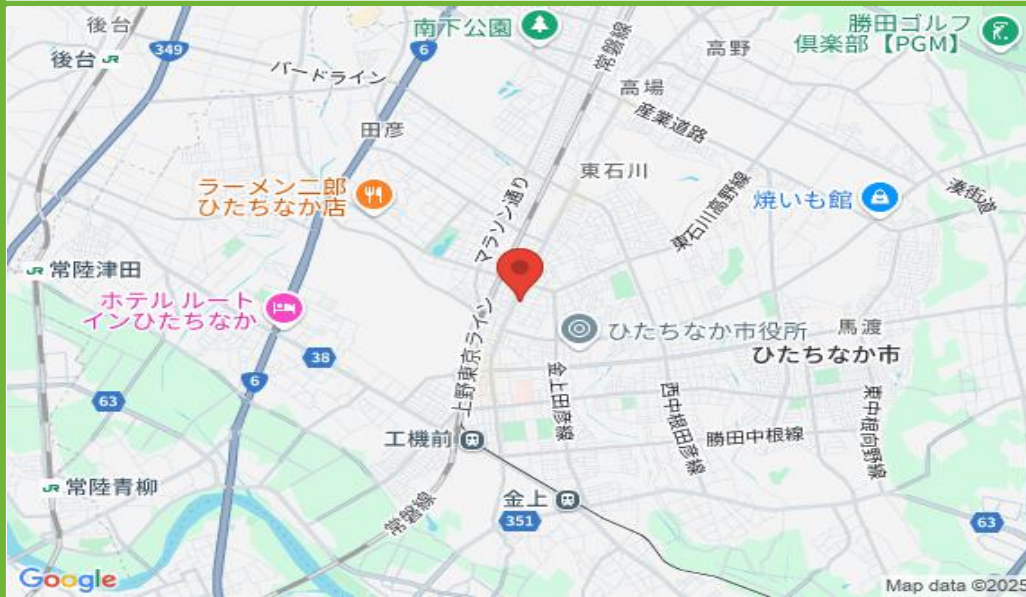 後台
後台
JR
349
バードライン
南下公園
6
常磐線
高野
勝田ゴルフ
倶楽部【PGM】
高場
産業道路
田彦
東石川
ラーメン二郎
ひたちなか店
マラソン通り
東石川高野線
焼いも館
湊街道
JR
常陸津田
ホテル ルート
インひたちなか
上野東京ライン
ひたちなか市役所
馬渡
ひたちなか市
38
6
63
金上田彦線
西中根田彦線
東中根向野線
工機前
勝田中根線
JR
常陸青柳
常磐線
金上
351
63
Google
Map data ©2025